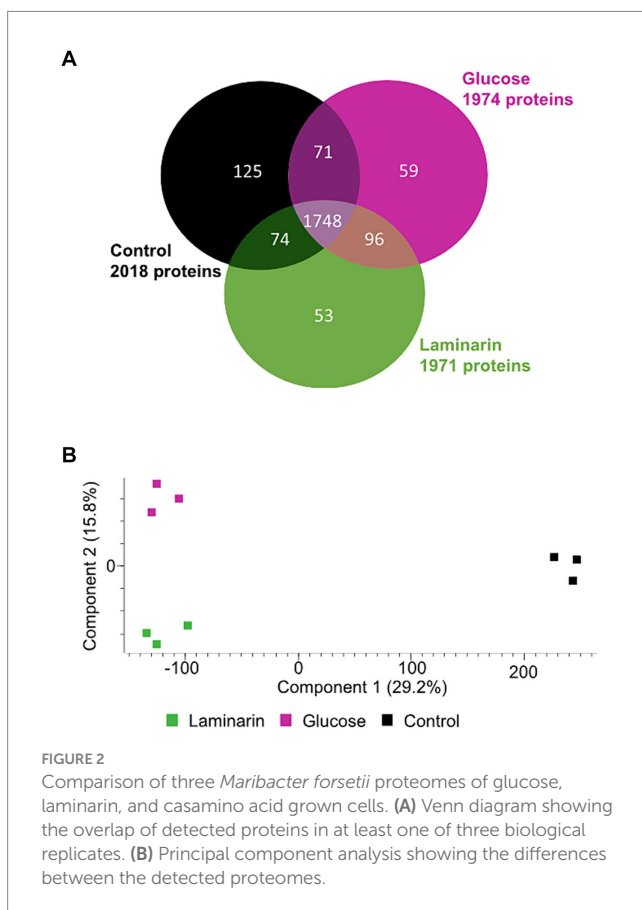 A
Glucose
1974 proteins
125
71
59
1748
74
96
Control
2018 proteins
53
Laminarin
1971 proteins
B
Component 2 (15.8%)
0
-100
0
100
200
Component 1 (29.2%)
Laminarin
Glucose
Control
FIGURE 2
Comparison of three Maribacter forsetii proteomes of glucose,
laminarin, and casamino acid grown cells. (A) Venn diagram showing
the overlap of detected proteins in at least one of three biological
replicates. (B) Principal component analysis showing the differences
between the detected proteomes.